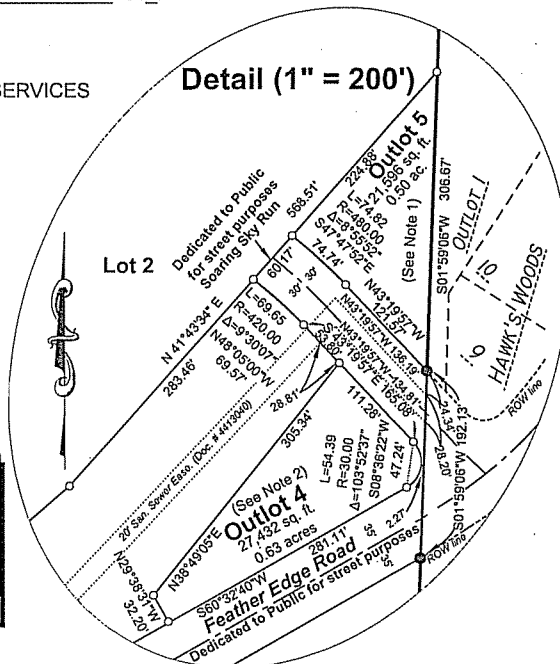 SERVICES
Detail (1" = 200')
Outlot 5
21,596 sq. ft.
0.50 ac.
224.88'
L=74.82
R=480.00
Δ=8°55'52"
S47°47'52"E
74.74'
(See Note 1)
S01°59'06"W 306.67'
OUTLOT 1
10
9
HAWK'S WOODS
568.51'
Dedicated to Public
for street purposes
Soaring Sky Run
60.17'
30' 30'
Lot 2
N 41°43'34" E
283.46'
L=69.65
R=420.00
Δ=9°30'07"
N48°05'00"W
69.57'
N43°19'57"W
121.57'
N43°19'57"W 136.19'
N43°19'57"W 434.81'
S43°19'57"E 165.08'
28.81'
111.28'
24.34'
28.20'
S01°59'06"W 192.13'
ROW line
20' San. Sewer Ease. (Doc. # 4413040)
305.34'
N38°49'05"E
(See Note 2)
Outlot 4
27,432 sq. ft.
0.63 acres
L=54.39
R=30.00
Δ=103°52'37"
S08°36'22"W
47.24'
2.27'
N29°38'31"W
32.20'
281.11'
S60°32'40"W
35'
35'
Feather Edge Road
Dedicated to Public for street purposes
ROW line